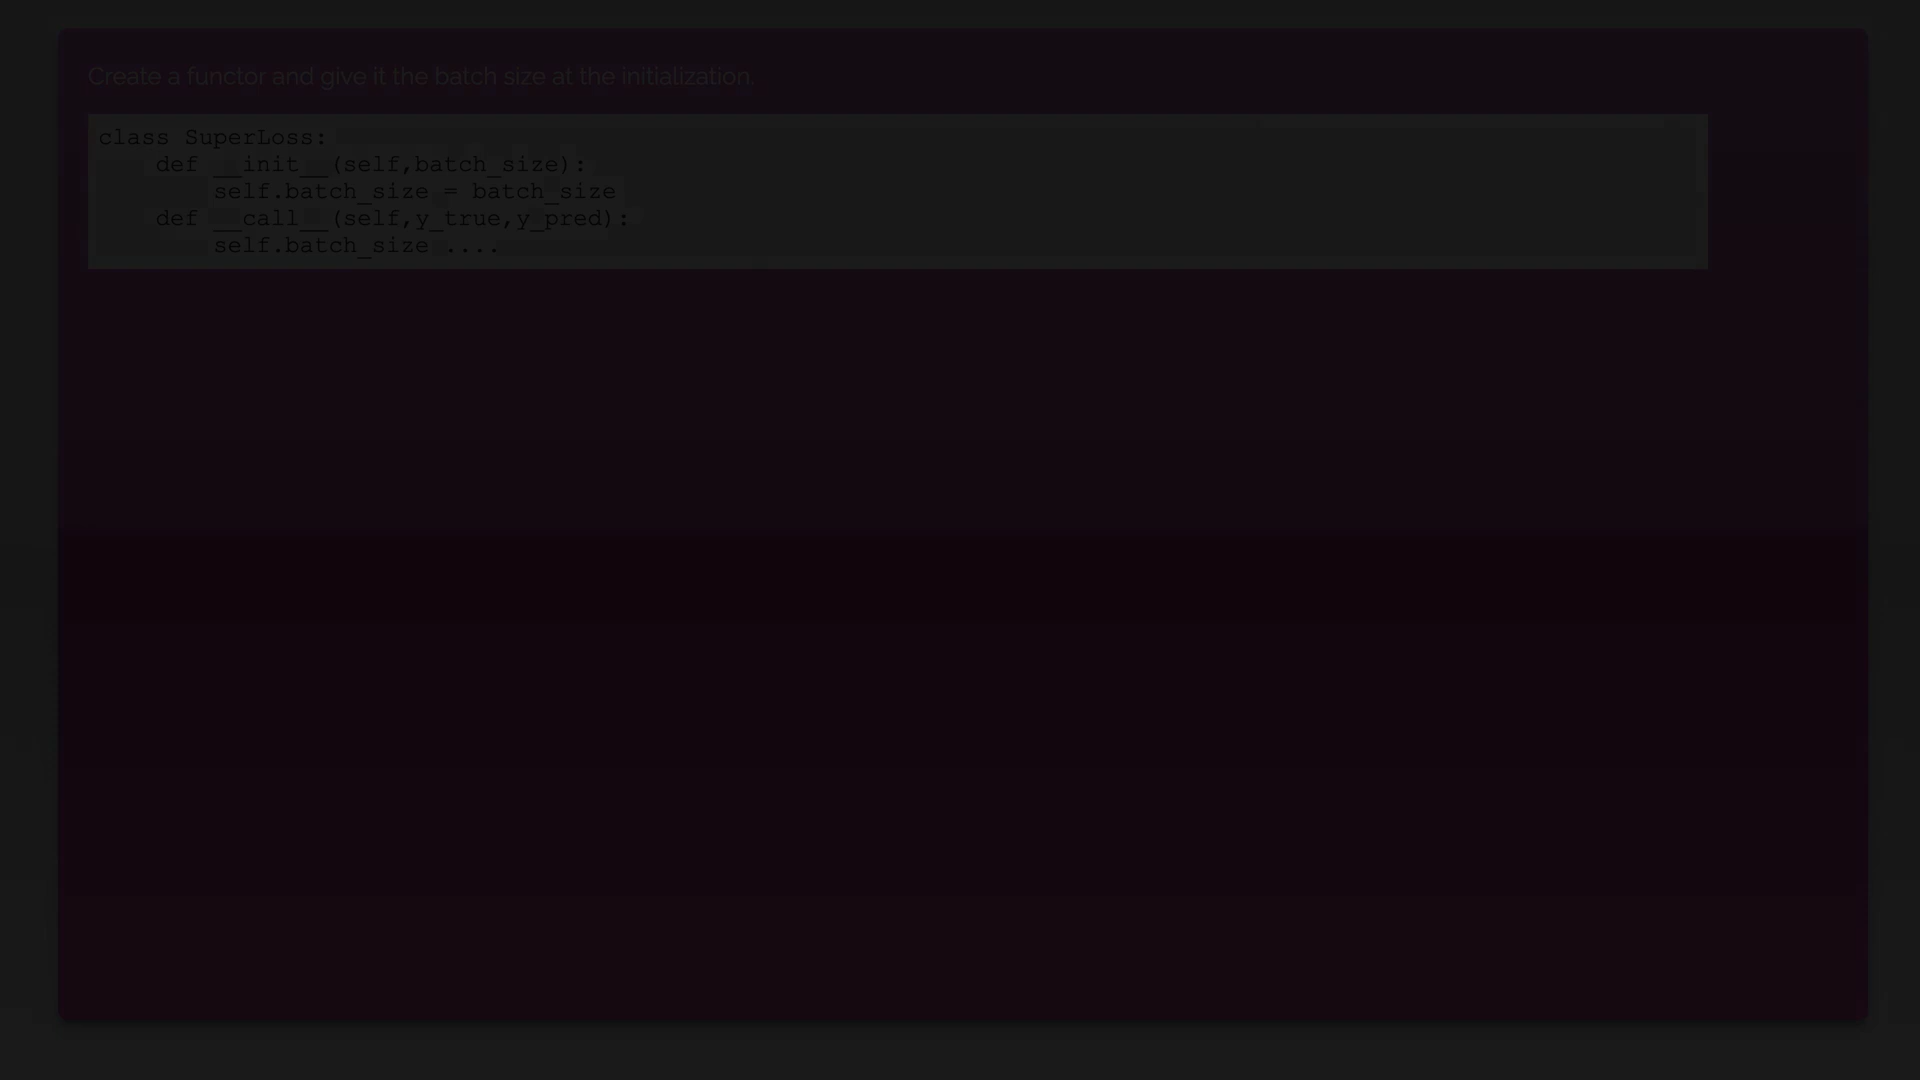 Create a functor and give it the batch size at the initialization.
class SuperLoss:
    def __init__(self,batch_size):
        self.batch_size = batch_size
    def __call__(self,y_true,y_pred):
        self.batch_size ....